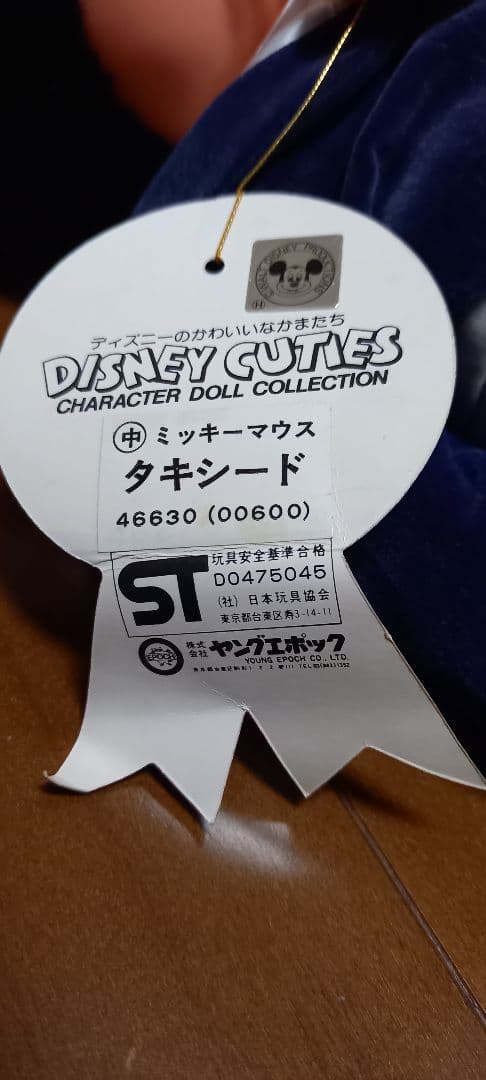 © WALT DISNEY PRODUCTIONS
ディズニーのかわいいなかまたち
DISNEY CUTIES
CHARACTER DOLL COLLECTION
中 ミッキーマウス
タキシード
46630 (00600)
ST 玩具安全基準合格
D0475045
(社) 日本玩具協会
東京都台東区寿3-14-11
EPOCH 株式会社 ヤングエポック
YOUNG EPOCH CO., LTD.